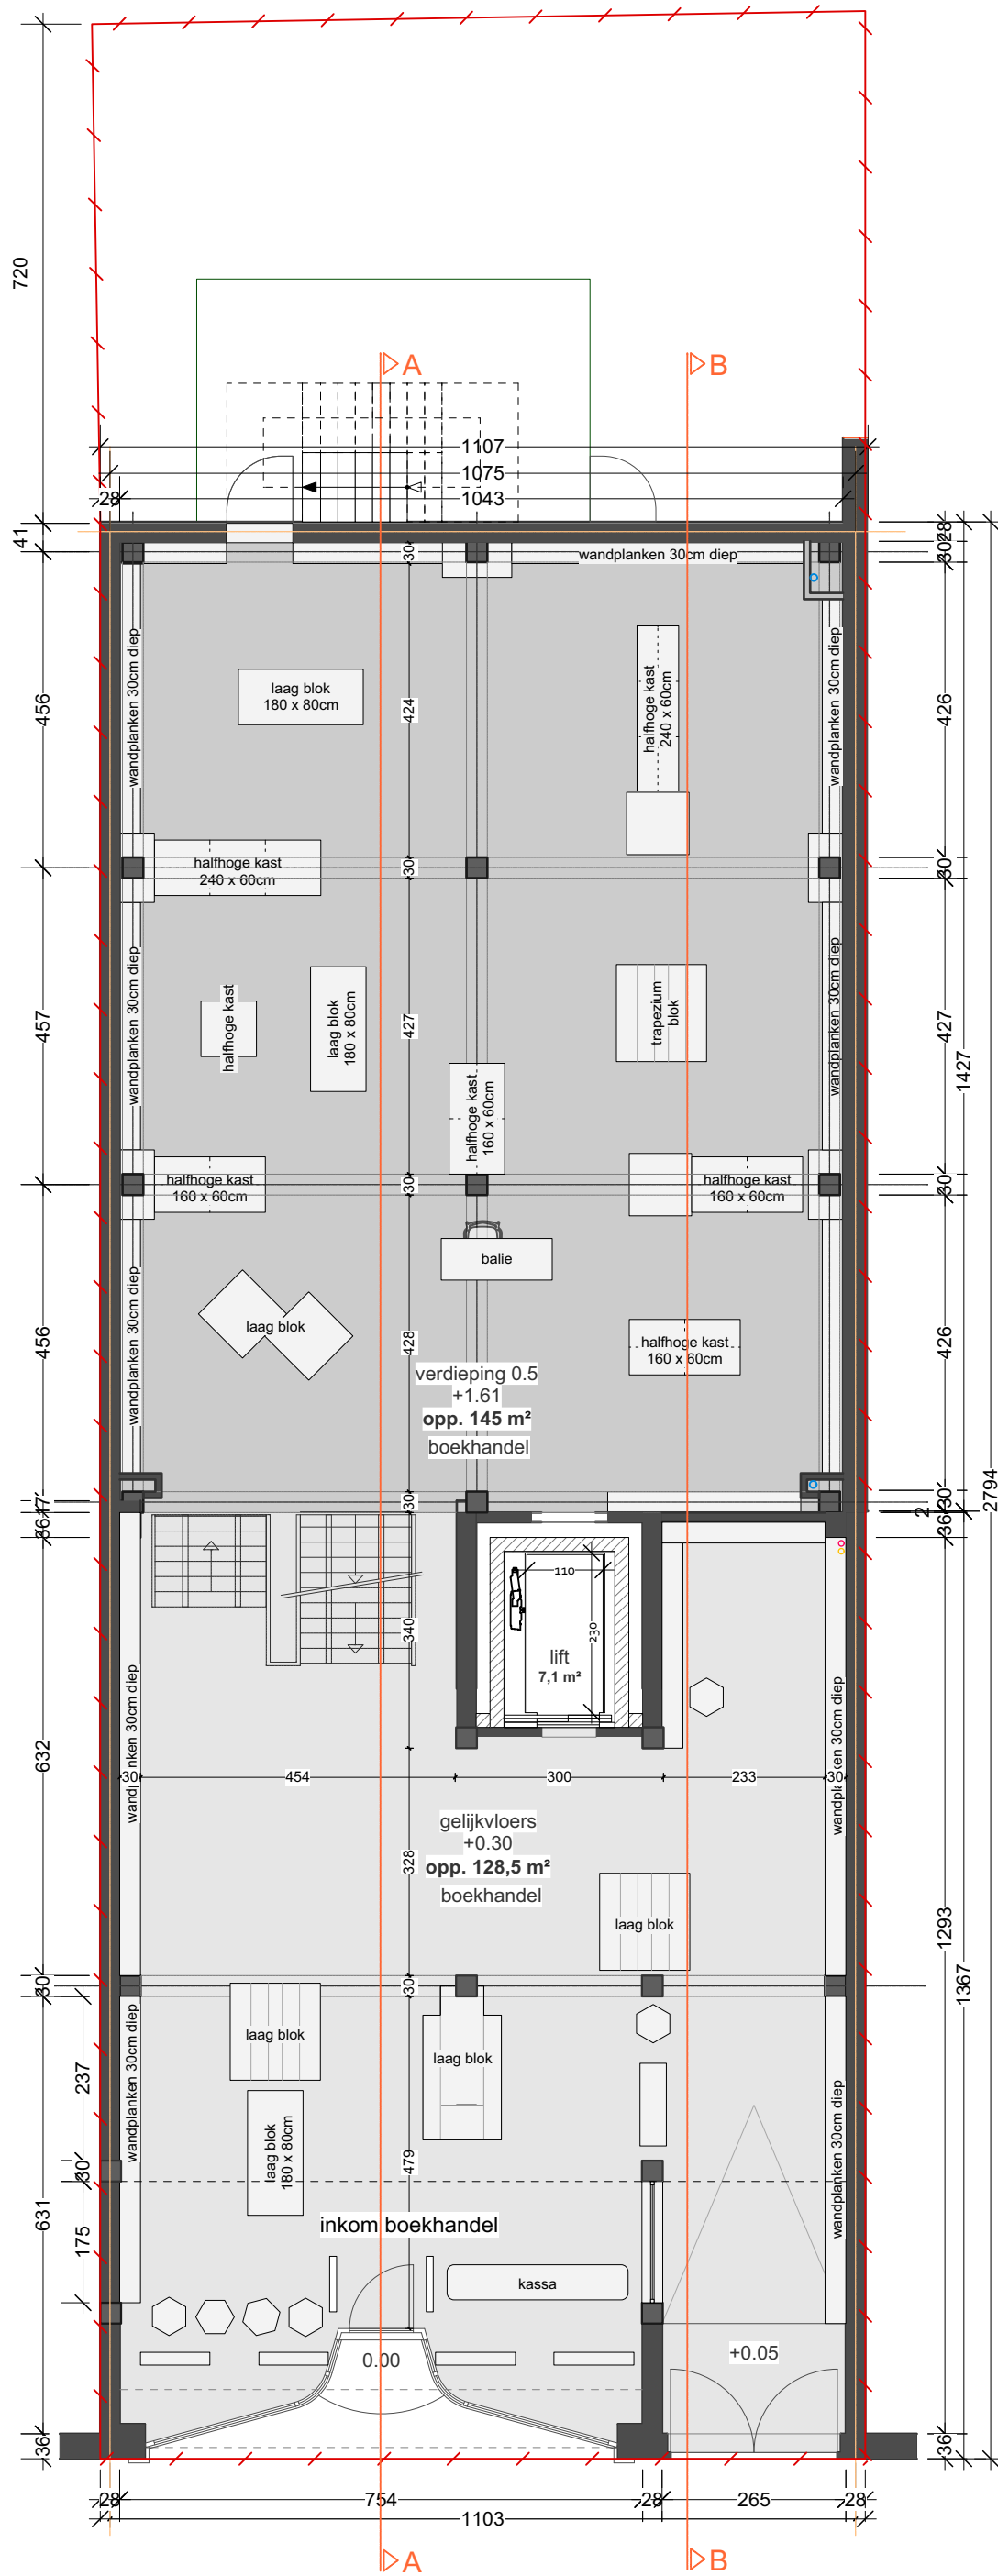 720
A
B
1107
1075
28
1043
41
30
wandplanken 30cm diep
28
30
wandplanken 30cm diep
laag blok
180 x 80cm
456
424
halfhoge kast
240 x 60cm
wandplanken 30cm diep
426
halfhoge kast
240 x 60cm
30
30
wandplanken 30cm diep
halfhoge kast
laag blok
180 x 80cm
457
427
trapezium
blok
wandplanken 30cm diep
427
1427
halfhoge kast
160 x 60cm
halfhoge kast
160 x 60cm
30
halfhoge kast
160 x 60cm
30
balie
wandplanken 30cm diep
laag blok
456
428
halfhoge kast
160 x 60cm
426
verdieping 0.5
+1.61
opp. 145 m²
boekhandel
2794
17
36
30
30
2
36
110
230
340
lift
7,1 m²
wandplanken 30cm diep
wandplanken 30cm diep
632
30
454
300
233
30
gelijkvloers
+0.30
opp. 128,5 m²
boekhandel
328
laag blok
1293
1367
30
30
wandplanken 30cm diep
laag blok
laag blok
237
laag blok
180 x 80cm
479
wandplanken 30cm diep
30
631
175
inkom boekhandel
kassa
0.00
+0.05
36
36
28
754
28
265
28
1103
A
B